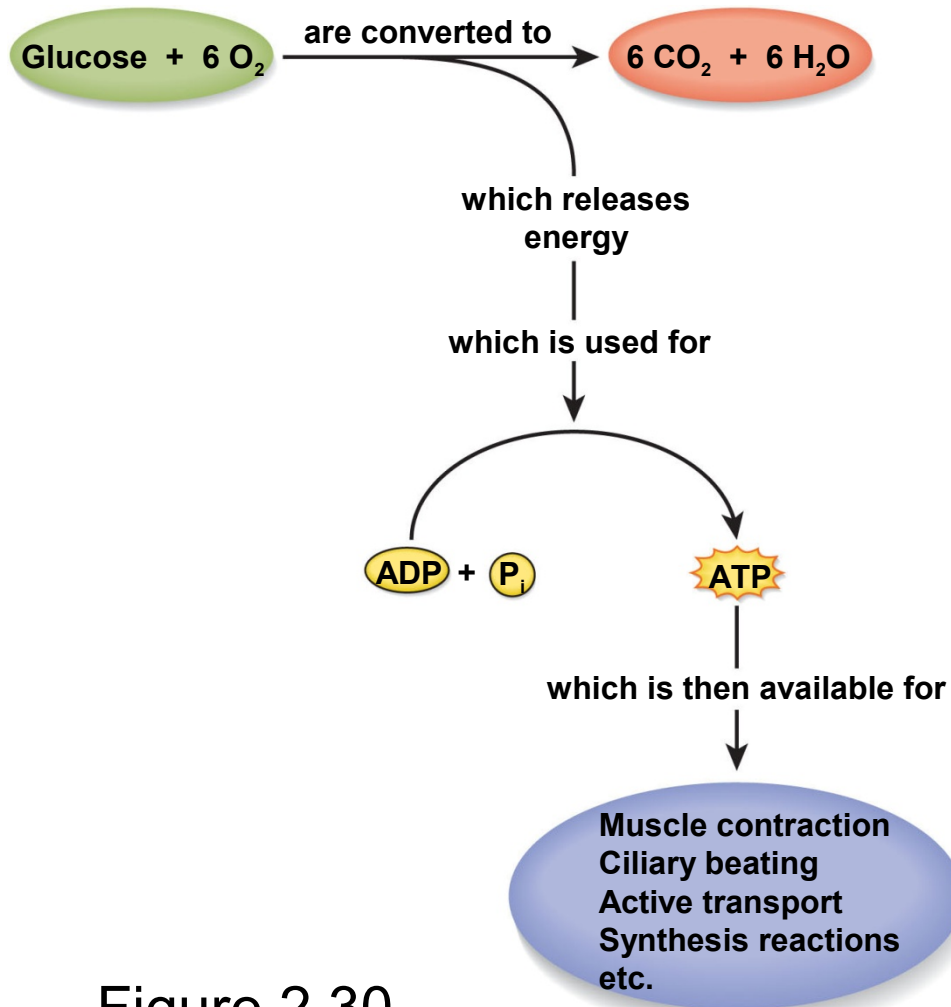 Glucose + 6 O₂
are converted to
6 CO₂ + 6 H₂O
which releases
energy
which is used for
ADP + Pᵢ
ATP
which is then available for
Muscle contraction
Ciliary beating
Active transport
Synthesis reactions
etc.
Figure 2.30